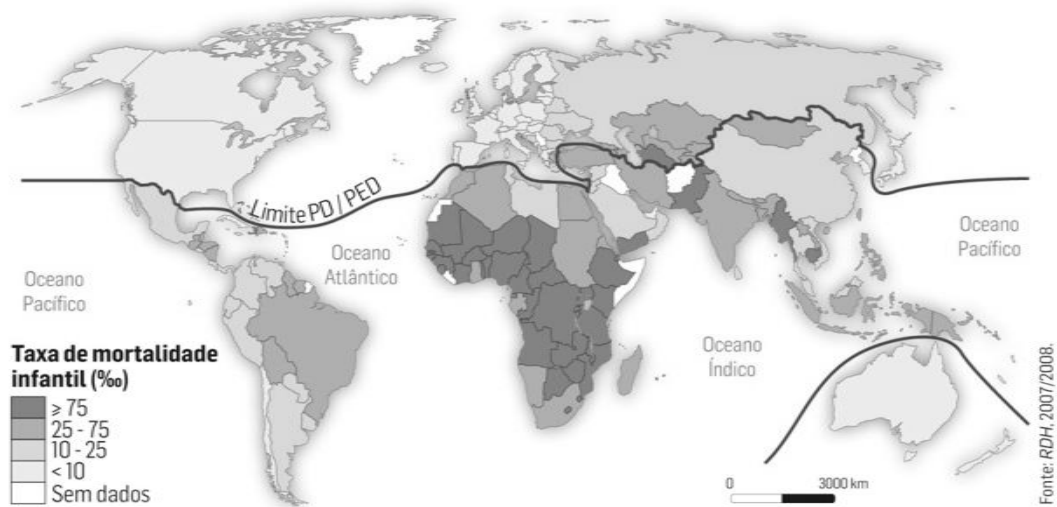 Limite PD / PED
Oceano
Atlântico
Oceano
Pacífico
Oceano
Pacífico
Oceano
Índico
Taxa de mortalidade
infantil (‰)
≥ 75
25 - 75
10 - 25
< 10
Sem dados
0 3000 km
Fonte: RDH. 2007/2008.